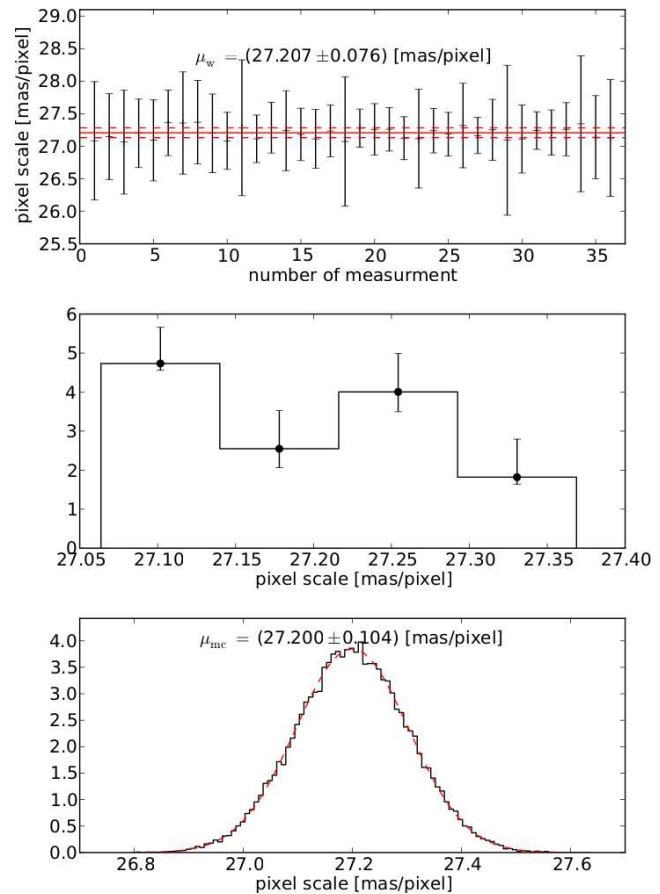 29.0
28.5
28.0
27.5
27.0
26.5
26.0
25.5
pixel scale [mas/pixel]
μw = (27.207 ±0.076) [mas/pixel]
0 5 10 15 20 25 30 35
number of measurment
6
5
4
3
2
1
0
27.05 27.10 27.15 27.20 27.25 27.30 27.35 27.40
pixel scale [mas/pixel]
4.0
3.5
3.0
2.5
2.0
1.5
1.0
0.5
0.0
μmc = (27.200 ±0.104) [mas/pixel]
26.8 27.0 27.2 27.4 27.6
pixel scale [mas/pixel]